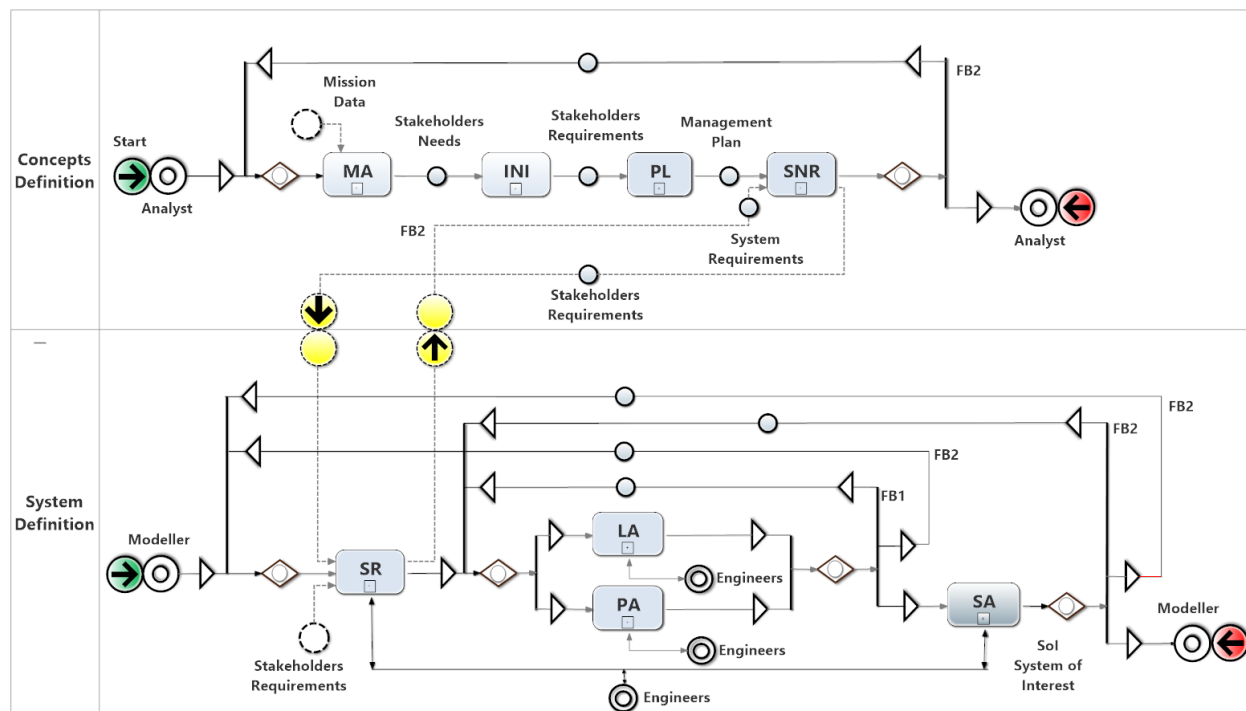 FB2
Mission
Data
Start
Stakeholders
Needs
Stakeholders
Requirements
Management
Plan
Concepts
Definition
MA
INI
PL
SNR
Analyst
FB2
System
Requirements
Analyst
Stakeholders
Requirements
FB2
FB2
FB2
FB1
System
Definition
Modeller
LA
SR
Engineers
PA
SA
Modeller
Engineers
Stakeholders
Requirements
SoI
System of
Interest
Engineers